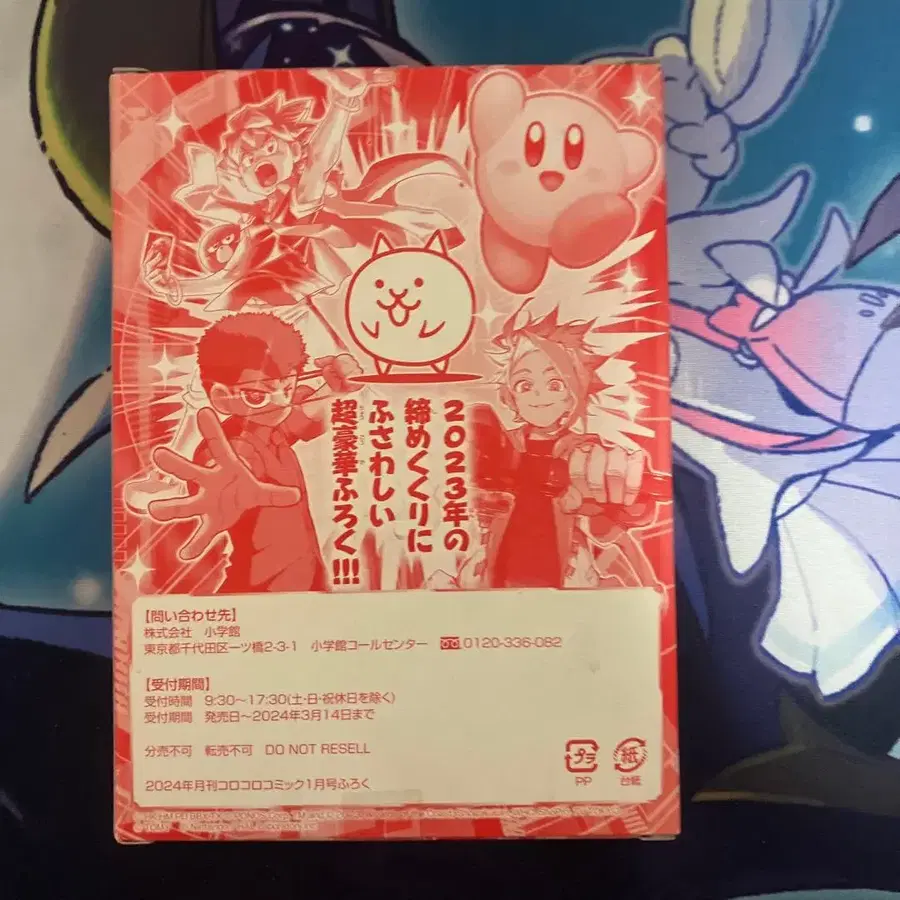 2023年の
締めくくりに
ふさわしい
超豪華ふろく!!!
【問い合わせ先】
株式会社 小学館
東京都千代田区一ツ橋2-3-1 小学館コールセンター 0120-336-082
【受付期間】
受付時間 9:30〜17:30(土・日・祝休日を除く)
受付期間 発売日〜2024年3月14日まで
分売不可 転売不可 DO NOT RESELL
プラ
PP
紙
台紙
2024年月刊コロコロコミック1月号ふろく